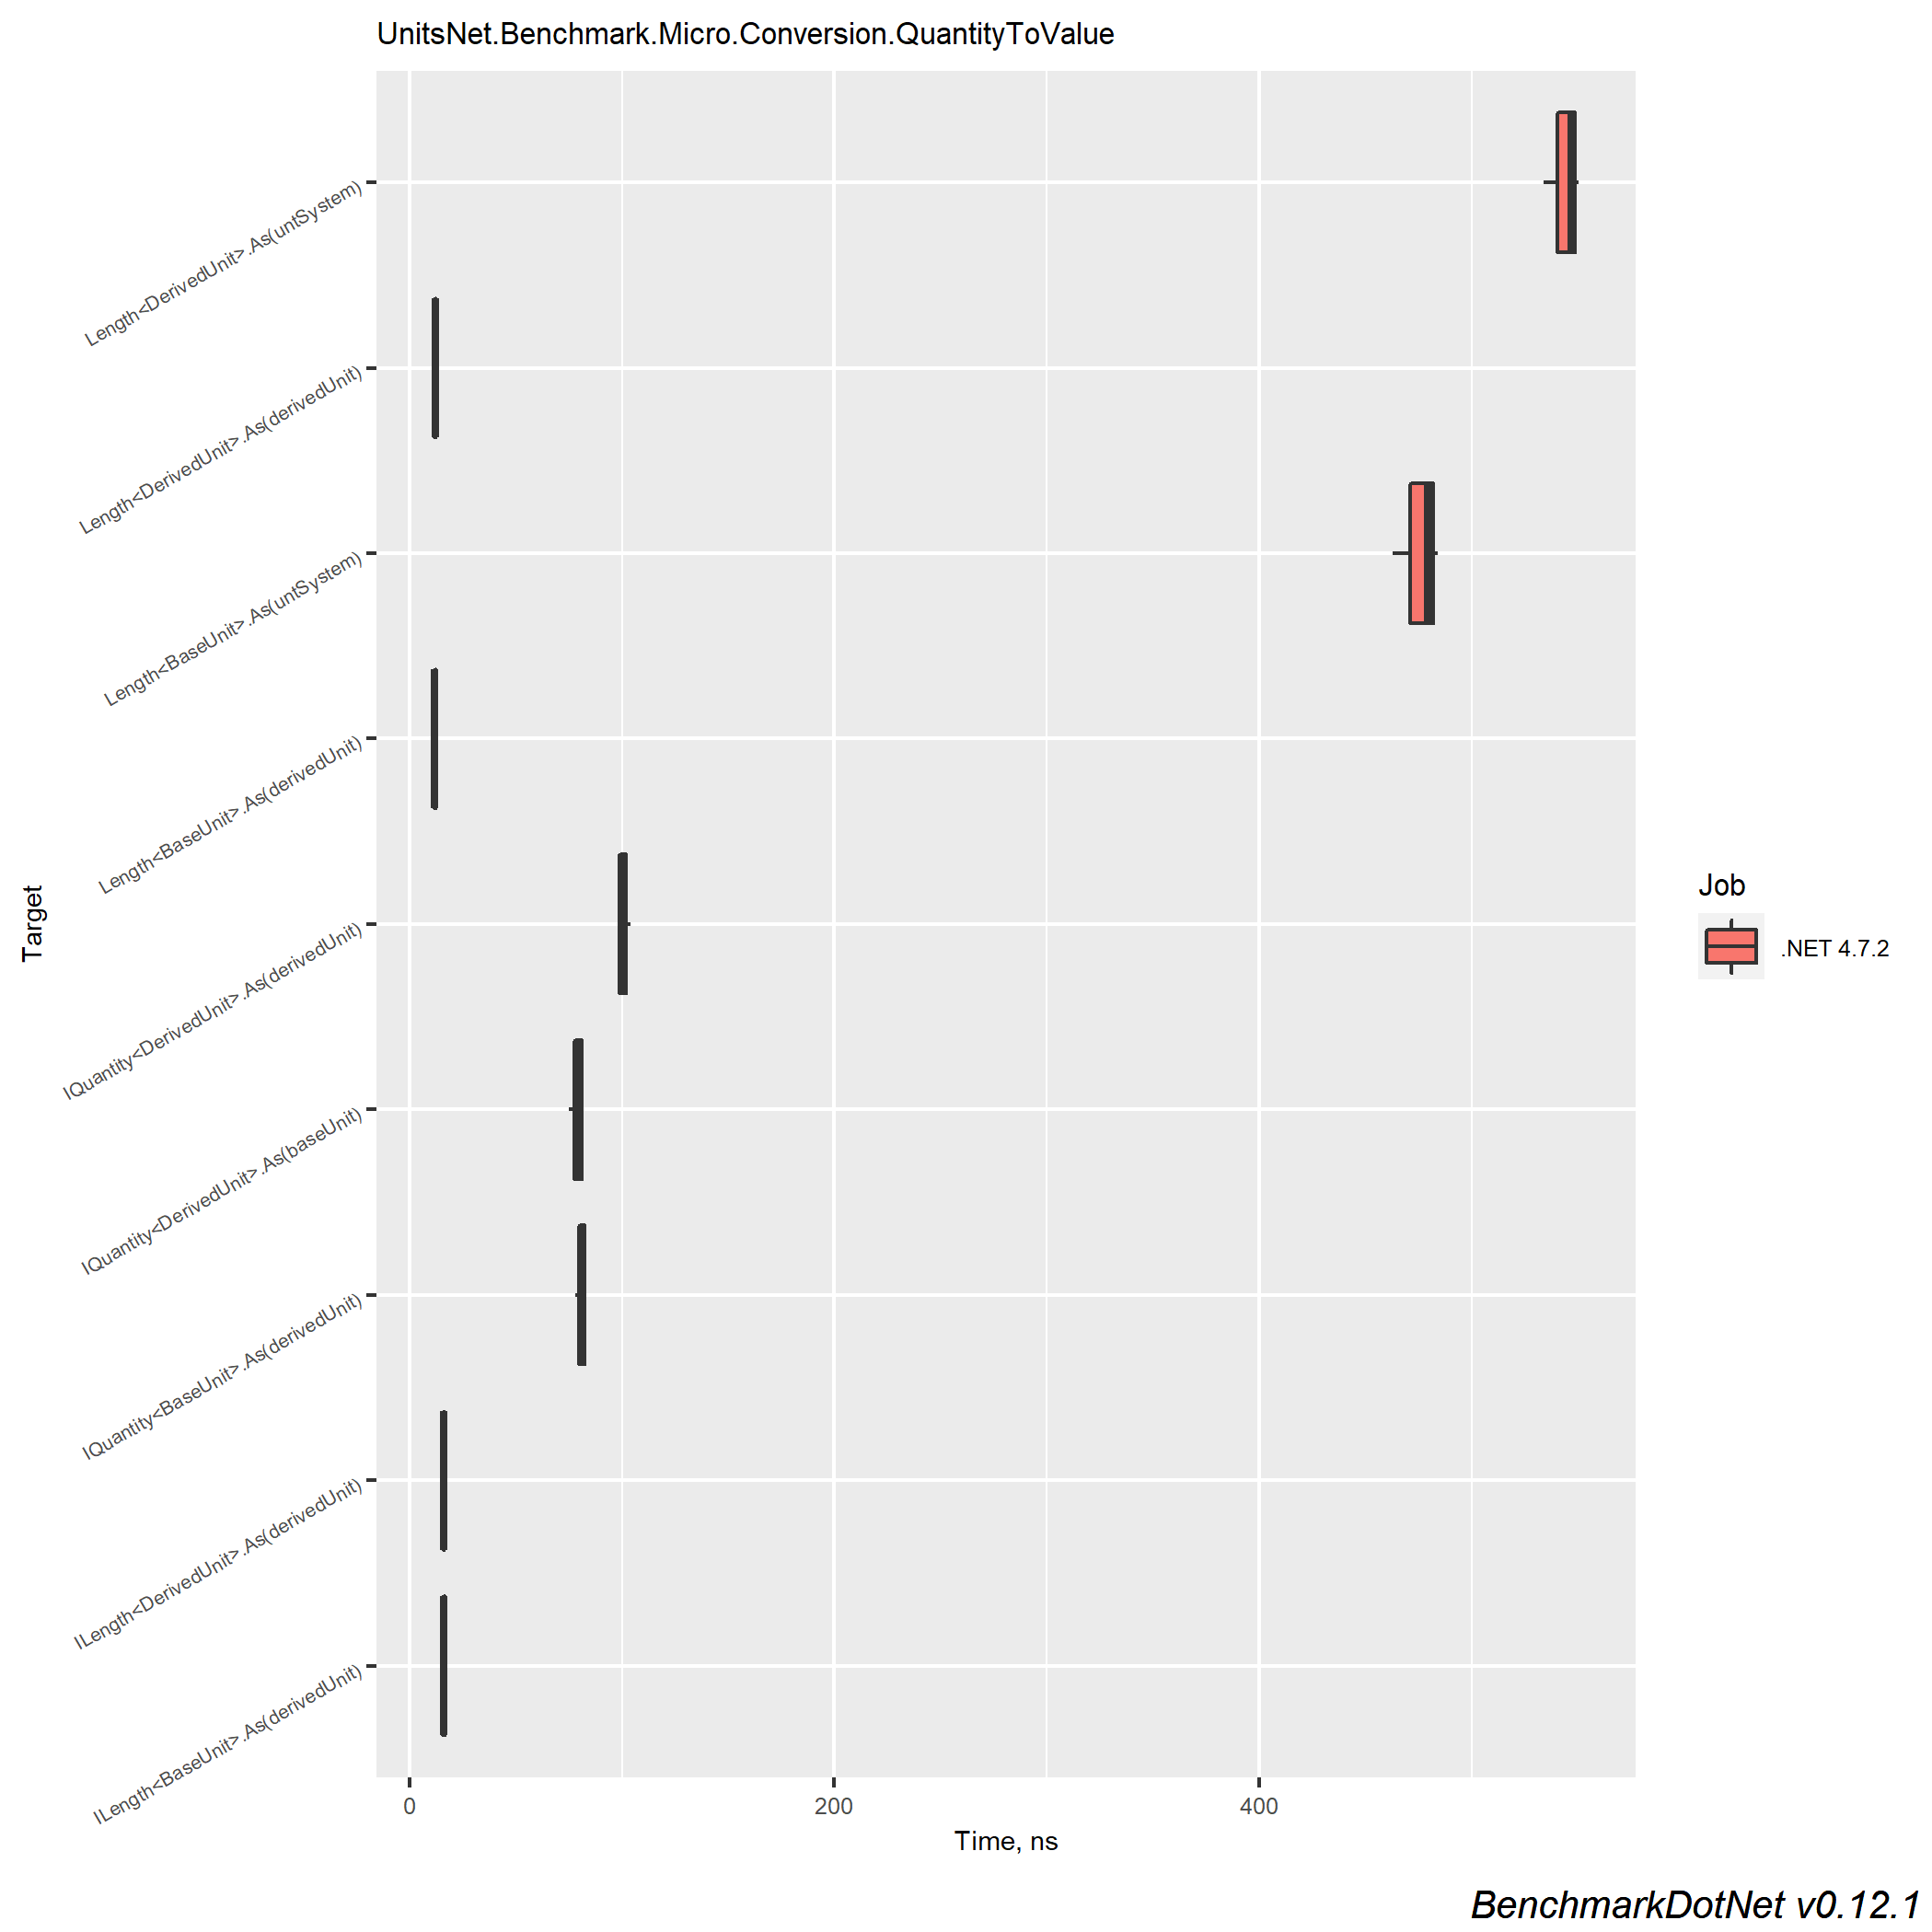 UnitsNet.Benchmark.Micro.Conversion.QuantityToValue
Length<DerivedUnit>.As(untSystem)
Length<DerivedUnit>.As(derivedUnit)
Length<BaseUnit>.As(untSystem)
Length<BaseUnit>.As(derivedUnit)
IQuantity<DerivedUnit>.As(derivedUnit)
IQuantity<DerivedUnit>.As(baseUnit)
IQuantity<BaseUnit>.As(derivedUnit)
ILength<DerivedUnit>.As(derivedUnit)
ILength<BaseUnit>.As(derivedUnit)
Target
0 200 400
Time, ns
Job
.NET 4.7.2
BenchmarkDotNet v0.12.1